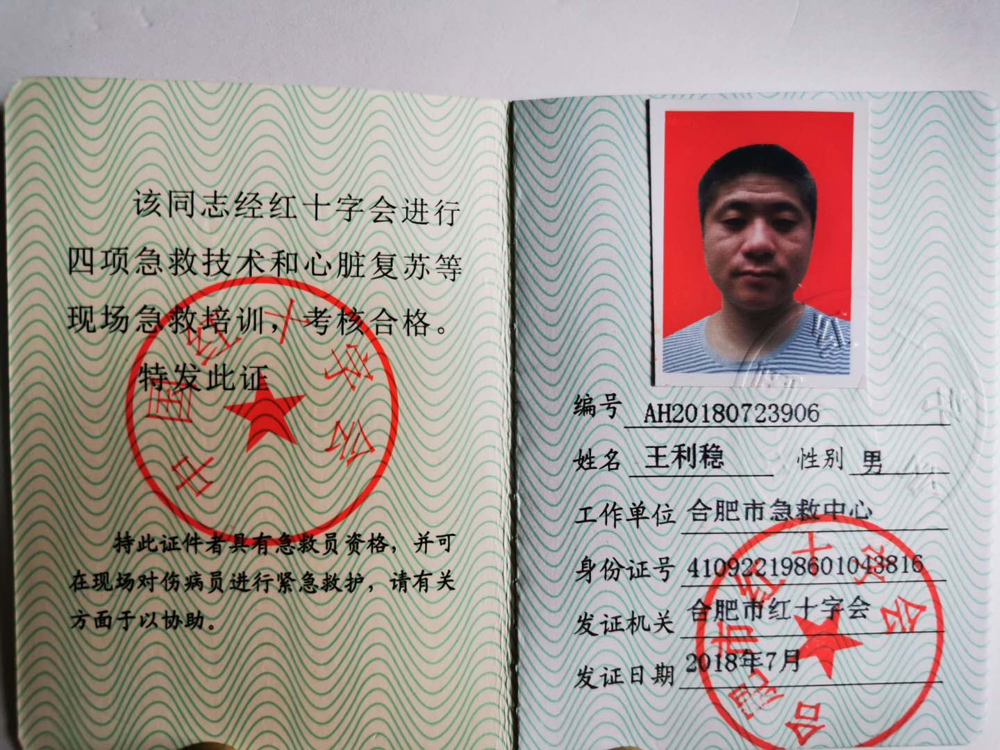 该同志经红十字会进行
四项急救技术和心脏复苏等
现场急救培训，考核合格。
特发此证
中国红十字会
持此证件者具有急救员资格，并可
在现场对伤病员进行紧急救护，请有关
方面于以协助。
编号 AH20180723906
姓名 王利稳 性别 男
工作单位 合肥市急救中心
身份证号 410922198601043816
发证机关 合肥市红十字会
发证日期 2018年7月